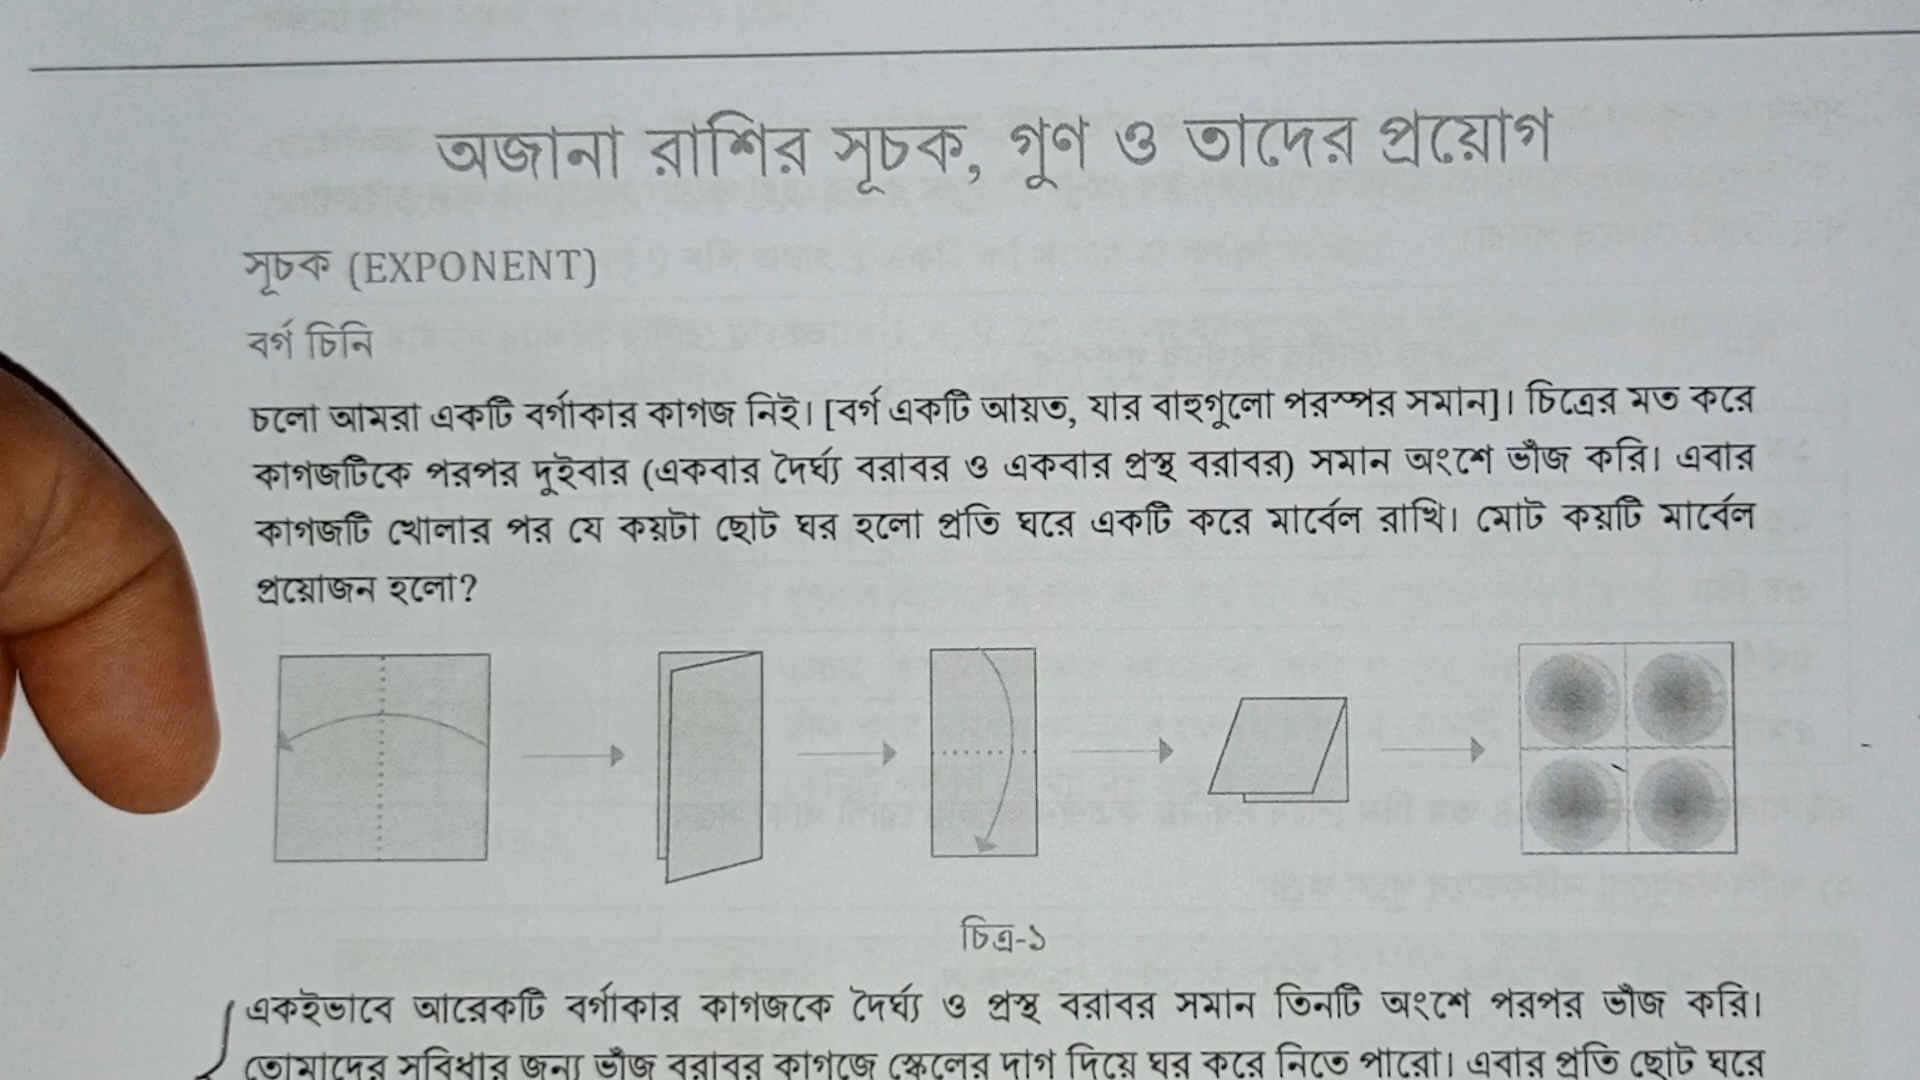 অজানা রাশির সূচক, গুণ ও তাদের প্রয়োগ
সূচক (EXPONENT)
বর্গ চিনি
চলো আমরা একটি বর্গাকার কাগজ নিই। [বর্গ একটি আয়ত, যার বাহুগুলো পরস্পর সমান]। চিত্রের মত করে
কাগজটিকে পরপর দুইবার (একবার দৈর্ঘ্য বরাবর ও একবার প্রস্থ বরাবর) সমান অংশে ভাঁজ করি। এবার
কাগজটি খোলার পর যে কয়টা ছোট ঘর হলো প্রতি ঘরে একটি করে মার্বেল রাখি। মোট কয়টি মার্বেল
প্রয়োজন হলো?
চিত্র-১
একইভাবে আরেকটি বর্গাকার কাগজকে দৈর্ঘ্য ও প্রস্থ বরাবর সমান তিনটি অংশে পরপর ভাঁজ করি।
তোমাদের সুবিধার জন্য ভাঁজ বরাবর কাগজে স্কেলের দাগ দিয়ে ঘর করে নিতে পারো। এবার প্রতি ছোট ঘরে